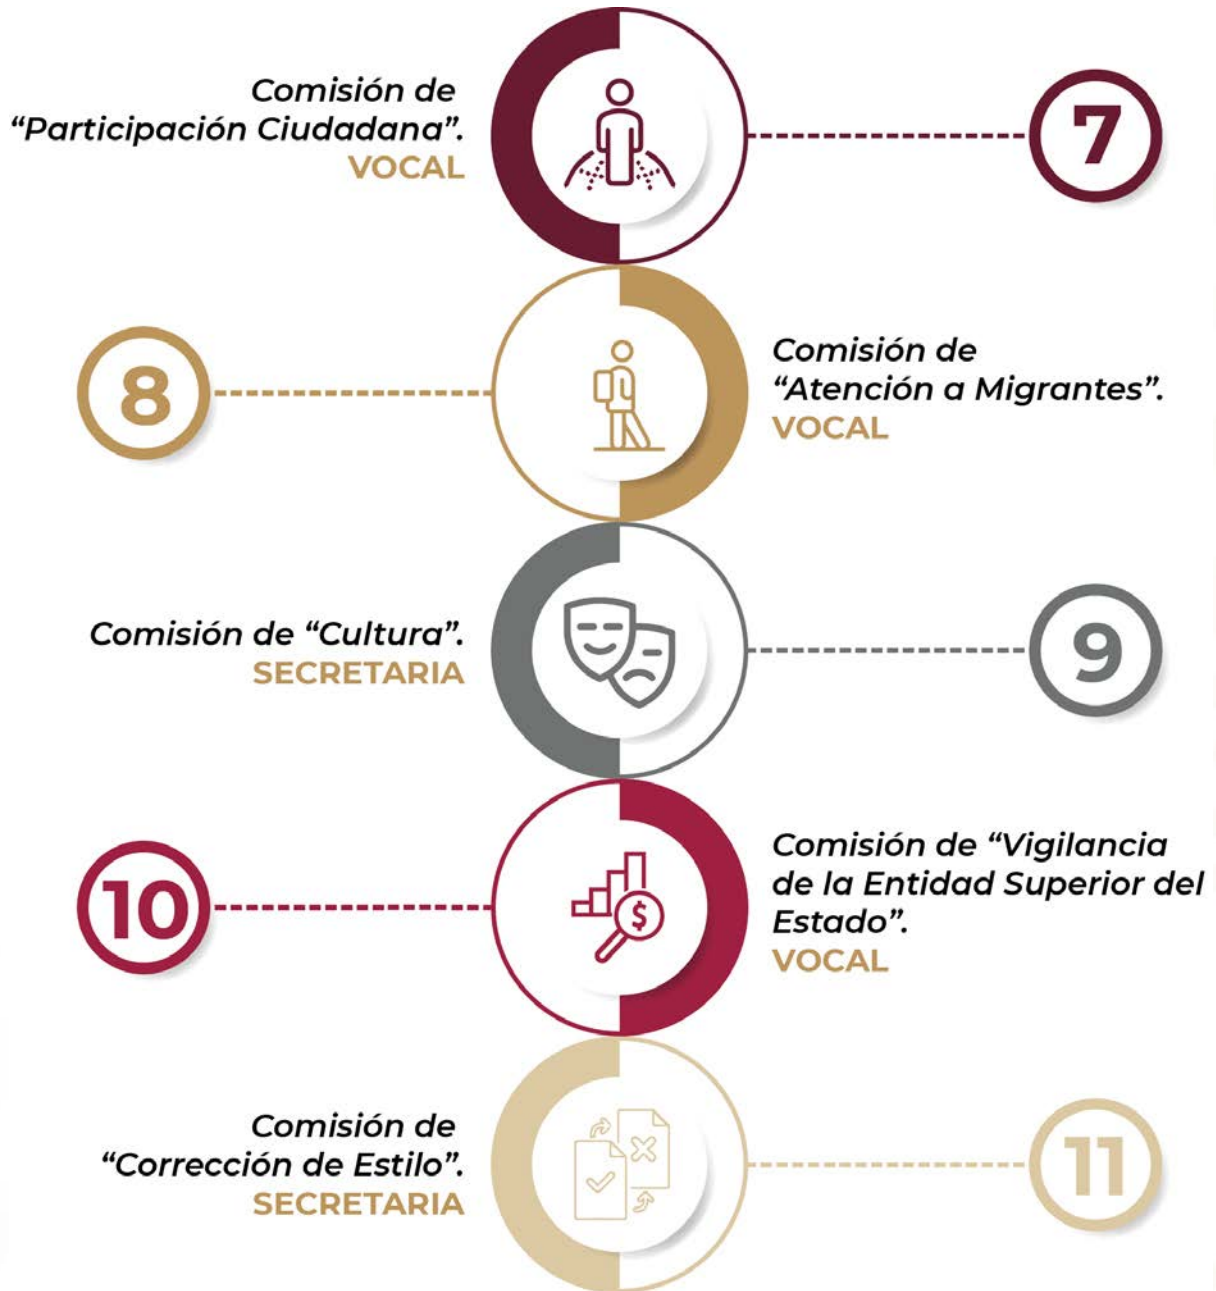 Comisión de
“Participación Ciudadana”.
VOCAL
7
8
Comisión de
“Atención a Migrantes”.
VOCAL
Comisión de “Cultura”.
SECRETARIA
9
10
Comisión de “Vigilancia
de la Entidad Superior del
Estado”.
VOCAL
$
Comisión de
“Corrección de Estilo”.
SECRETARIA
11